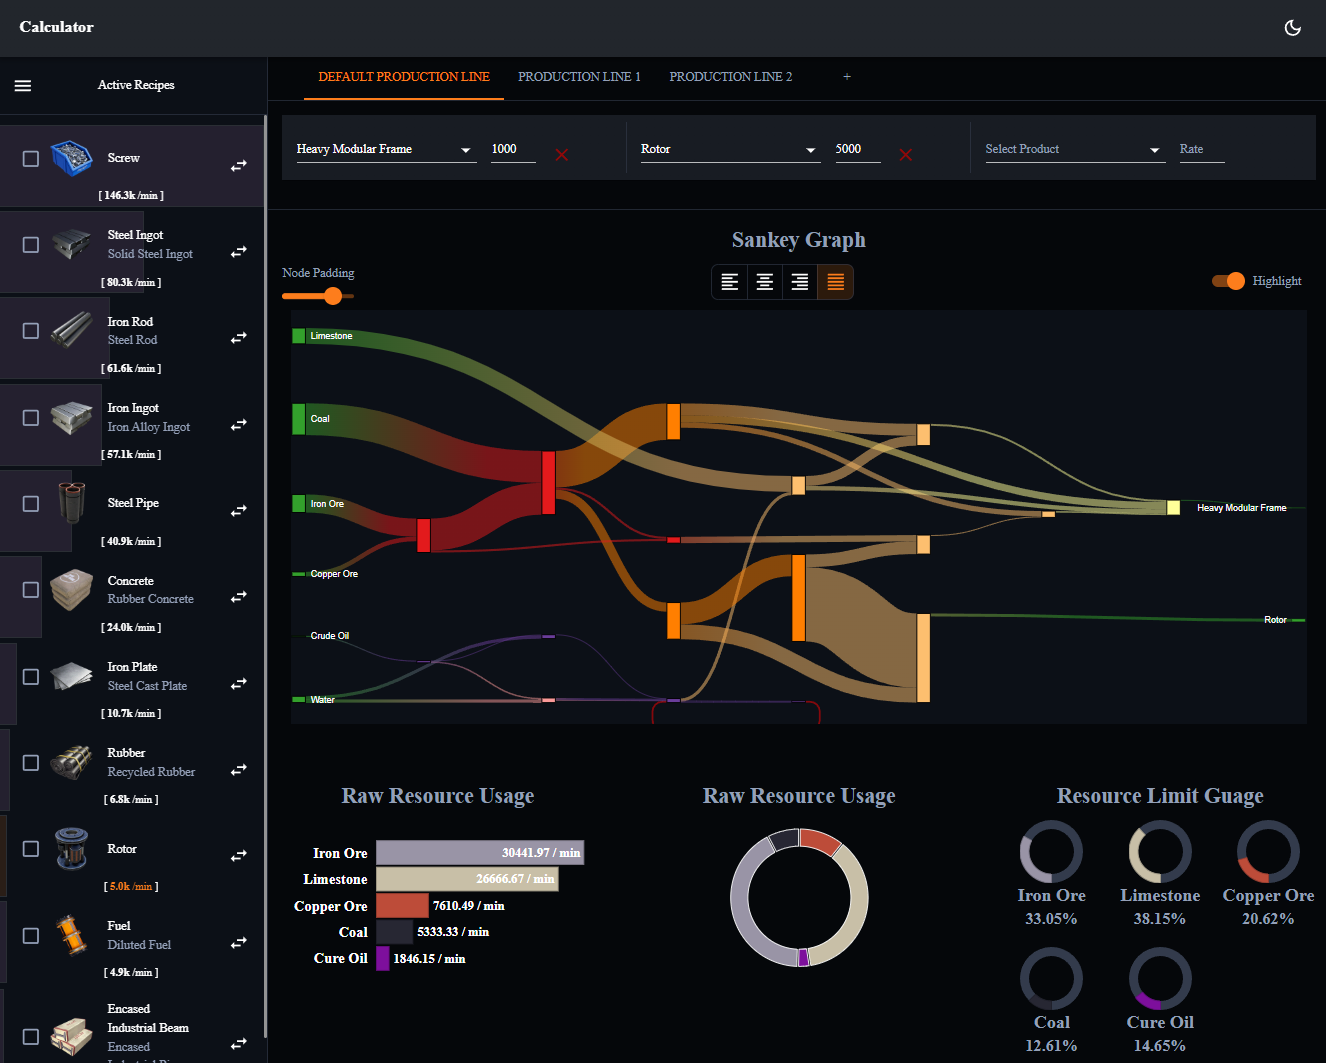 Calculator
Active Recipes
DEFAULT PRODUCTION LINE
PRODUCTION LINE 1
PRODUCTION LINE 2
+
Heavy Modular Frame
1000
Rotor
5000
Select Product
Rate
Screw
[ 146.3k /min ]
Steel Ingot
Solid Steel Ingot
[ 80.3k /min ]
Iron Rod
Steel Rod
[ 61.6k /min ]
Iron Ingot
Iron Alloy Ingot
[ 57.1k /min ]
Steel Pipe
[ 40.9k /min ]
Concrete
Rubber Concrete
[ 24.0k /min ]
Iron Plate
Steel Cast Plate
[ 10.7k /min ]
Rubber
Recycled Rubber
[ 6.8k /min ]
Rotor
[ 5.0k /min ]
Fuel
Diluted Fuel
[ 4.9k /min ]
Encased
Industrial Beam
Encased
Sankey Graph
Node Padding
Highlight
Limestone
Coal
Iron Ore
Copper Ore
Crude Oil
Water
Heavy Modular Frame
Rotor
Raw Resource Usage
Iron Ore 30441.97 / min
Limestone 26666.67 / min
Copper Ore 7610.49 / min
Coal 5333.33 / min
Cure Oil 1846.15 / min
Raw Resource Usage
Resource Limit Guage
Iron Ore
33.05%
Limestone
38.15%
Copper Ore
20.62%
Coal
12.61%
Cure Oil
14.65%